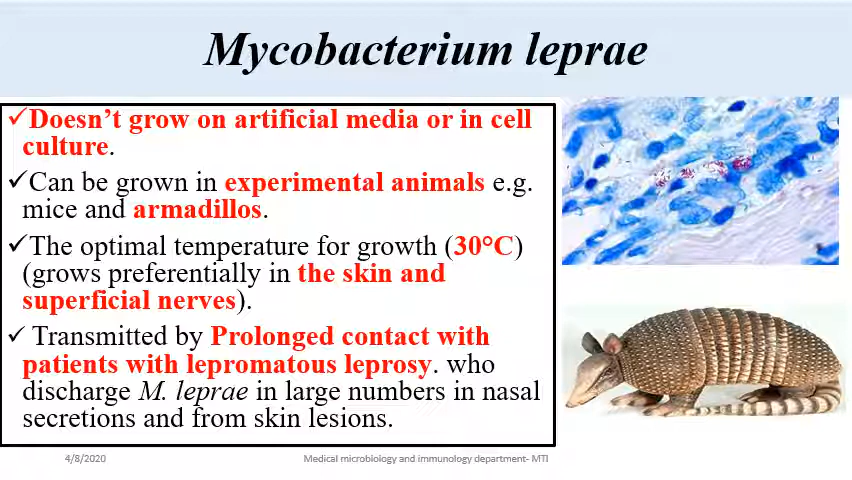 Mycobacterium leprae
✓Doesn’t grow on artificial media or in cell
culture.
✓Can be grown in experimental animals e.g.
mice and armadillos.
✓The optimal temperature for growth (30°C)
(grows preferentially in the skin and
superficial nerves).
✓ Transmitted by Prolonged contact with
patients with lepromatous leprosy. who
discharge M. leprae in large numbers in nasal
secretions and from skin lesions.
4/8/2020
Medical microbiology and immunology department- MTI